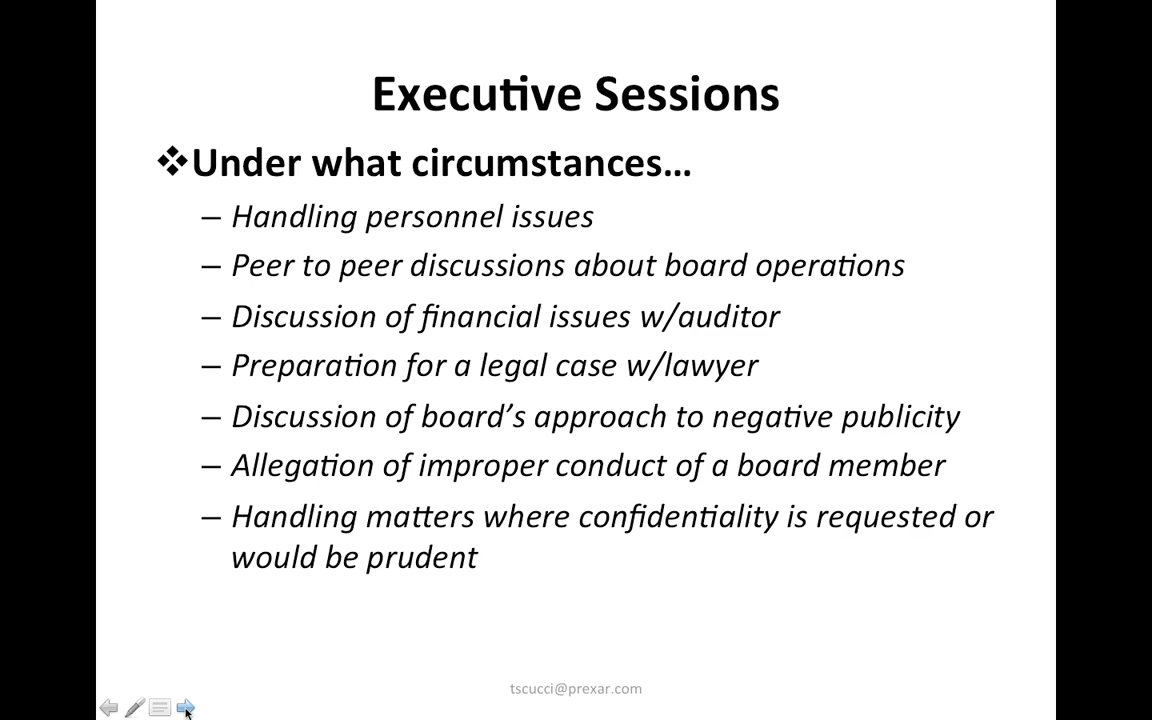 Executive Sessions
❖Under what circumstances…
– Handling personnel issues
– Peer to peer discussions about board operations
– Discussion of financial issues w/auditor
– Preparation for a legal case w/lawyer
– Discussion of board’s approach to negative publicity
– Allegation of improper conduct of a board member
– Handling matters where confidentiality is requested or
would be prudent
tscucci@prexar.com